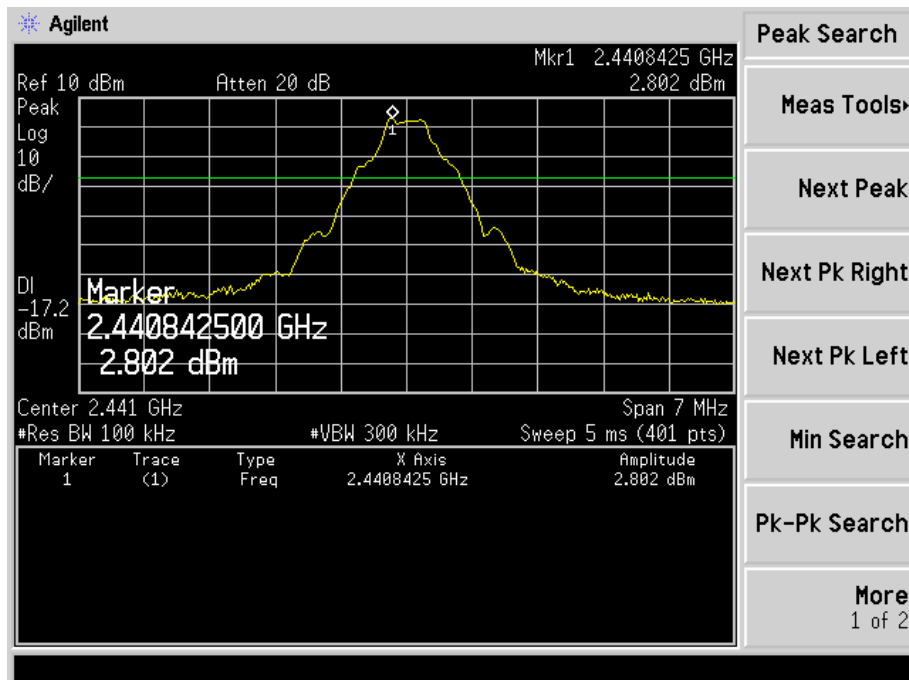 Agilent
Peak Search
Mkr1 2.4408425 GHz
Ref 10 dBm Atten 20 dB 2.802 dBm
Peak
Log
10
dB/
1
DI
-17.2
dBm
Marker
2.440842500 GHz
2.802 dBm
Center 2.441 GHz Span 7 MHz
#Res BW 100 kHz #VBW 300 kHz Sweep 5 ms (401 pts)
Marker Trace Type X Axis Amplitude
1 (1) Freq 2.4408425 GHz 2.802 dBm
Meas Tools
Next Peak
Next Pk Right
Next Pk Left
Min Search
Pk-Pk Search
More
1 of 2